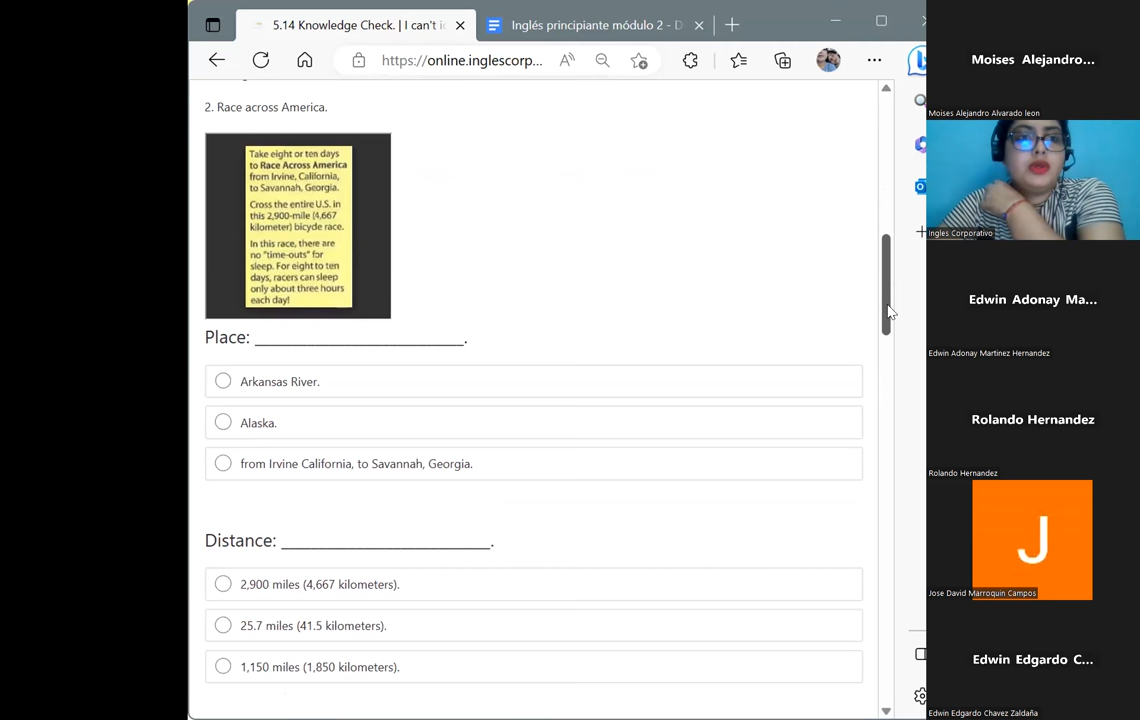 5.14 Knowledge Check. | I can't i
Inglés principiante módulo 2 - D
https://online.inglescorp...
2. Race across America.
Take eight or ten days
to Race Across America
from Irvine, California,
to Savannah, Georgia.
Cross the entire U.S. in
this 2,900-mile (4,667
kilometer) bicycle race.
In this race, there are
no "time-outs" for
sleep. For eight to ten
days, racers can sleep
only about three hours
each day!
Place: __________________________.
Arkansas River.
Alaska.
from Irvine California, to Savannah, Georgia.
Distance: __________________________.
2,900 miles (4,667 kilometers).
25.7 miles (41.5 kilometers).
1,150 miles (1,850 kilometers).
Moises Alejandro...
Moises Alejandro Alvarado leon
Ingles Corporativo
Edwin Adonay Ma...
Edwin Adonay Martinez Hernandez
Rolando Hernandez
Rolando Hernandez
J
Jose David Marroquin Campos
Edwin Edgardo C...
Edwin Edgardo Chavez Zaldaña